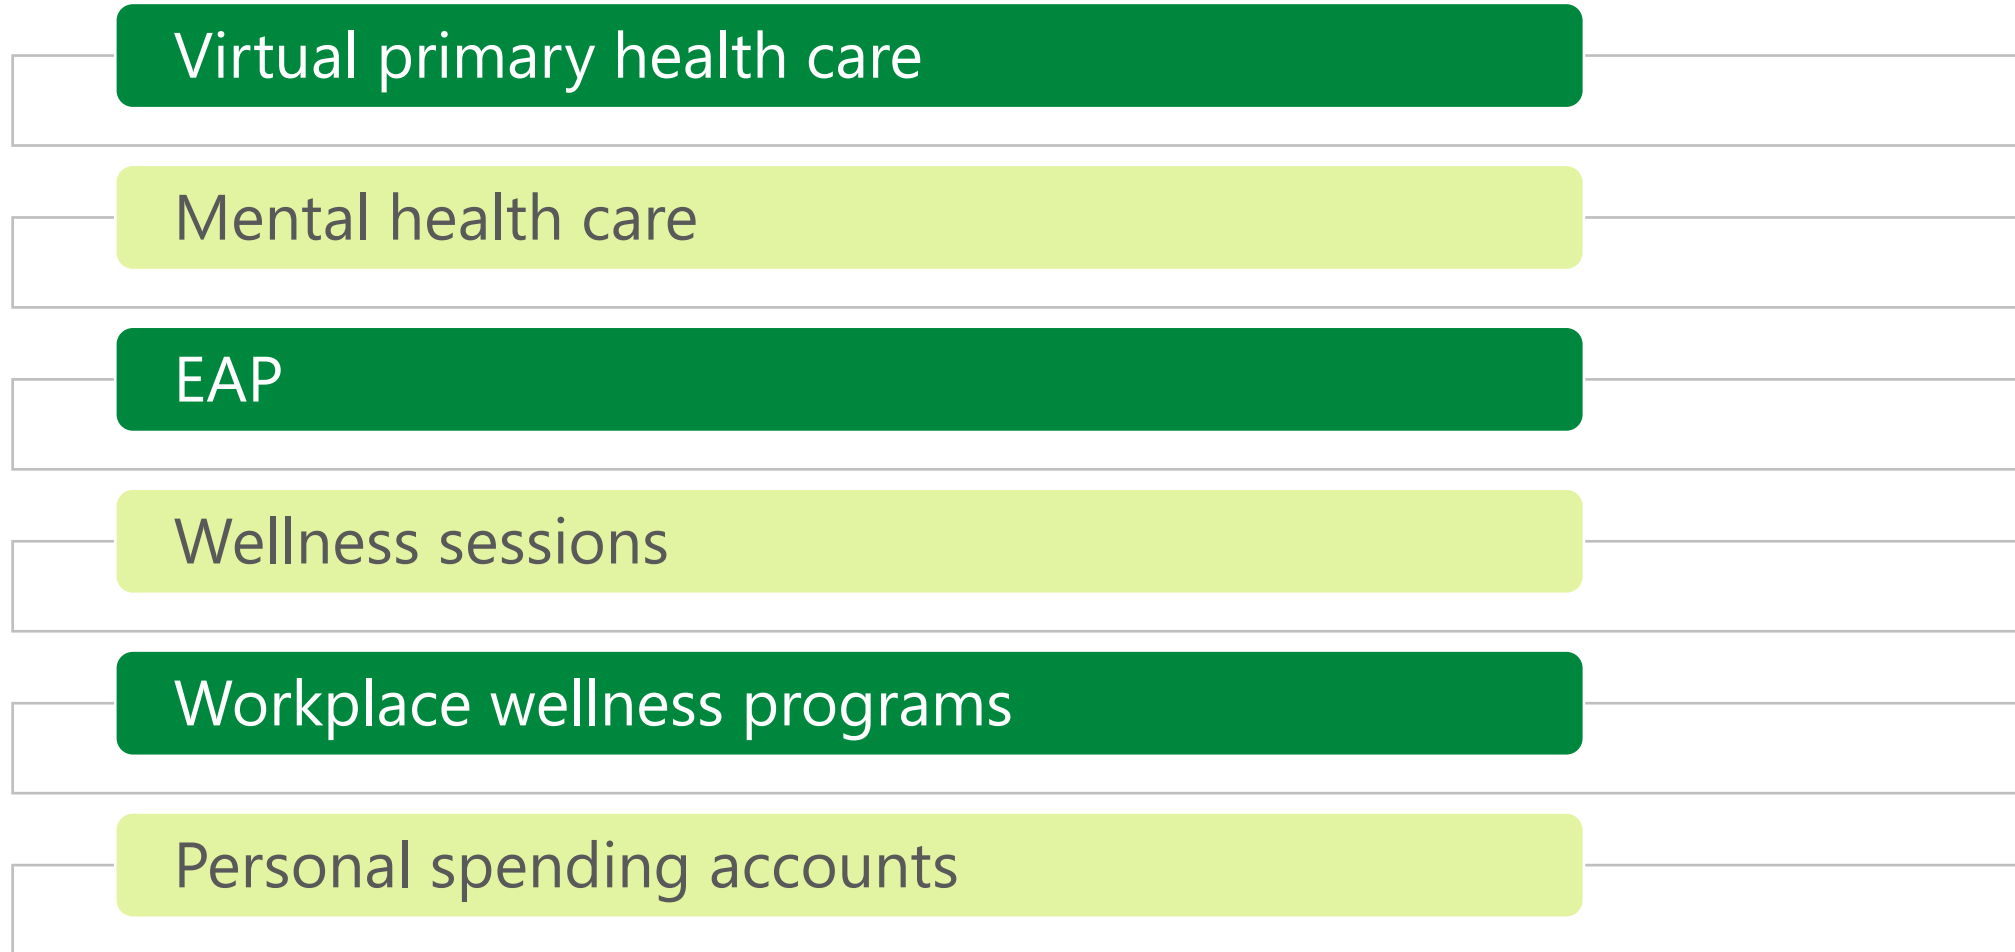 Virtual primary health care
Mental health care
EAP
Wellness sessions
Workplace wellness programs
Personal spending accounts